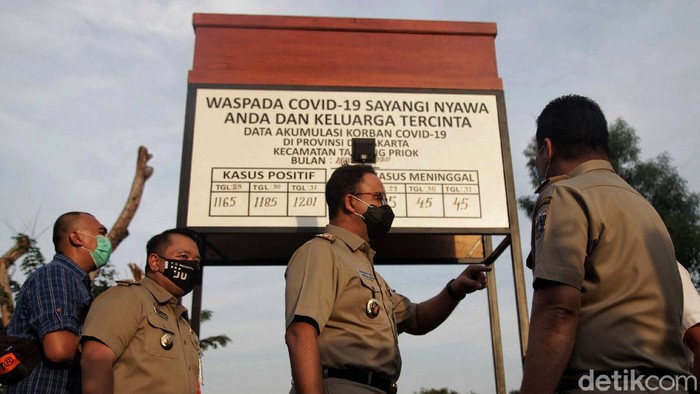 WASPADA COVID-19 SAYANGI NYAWA
ANDA DAN KELUARGA TERCINTA
DATA AKUMULASI KORBAN COVID-19
DI PROVINSI JAKARTA
KECAMATAN PRIOK
BULAN :
KASUS POSITIF KASUS MENINGGAL
TGL: TGL: 30 TGL: 31 TGL: 30 TGL: 31
1165 1185 1201 45 45
detikcom